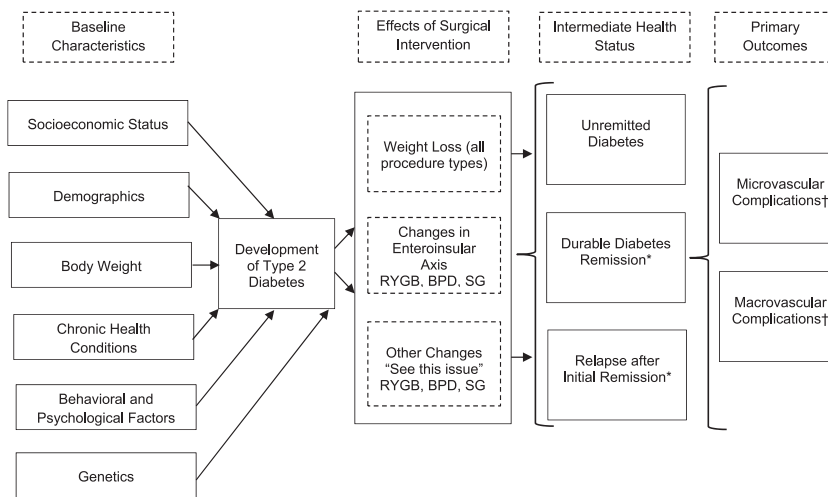 Baseline
Characteristics
Effects of Surgical
Intervention
Intermediate Health
Status
Primary
Outcomes
Socioeconomic Status
Demographics
Body Weight
Chronic Health
Conditions
Behavioral and
Psychological Factors
Genetics
Development
of Type 2
Diabetes
Weight Loss (all
procedure types)
Changes in
Enteroinsular
Axis
RYGB, BPD, SG
Other Changes
“See this issue”
RYGB, BPD, SG
Unremitted
Diabetes
Durable Diabetes
Remission*
Relapse after
Initial Remission*
Microvascular
Complications†
Macrovascular
Complications†